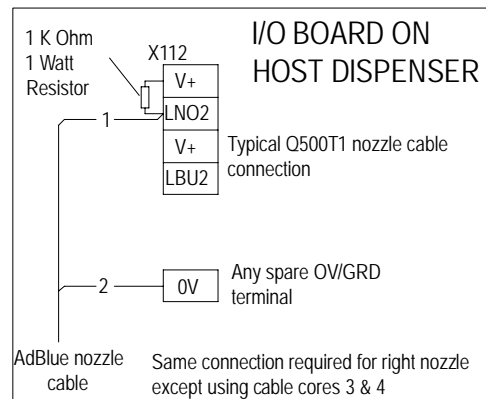 I/O BOARD ON
HOST DISPENSER
1 K Ohm
1 Watt
Resistor
X112
V+
LNO2
V+
LBU2
1
Typical Q500T1 nozzle cable
connection
2
0V
Any spare OV/GRD
terminal
AdBlue nozzle
cable
Same connection required for right nozzle
except using cable cores 3 & 4